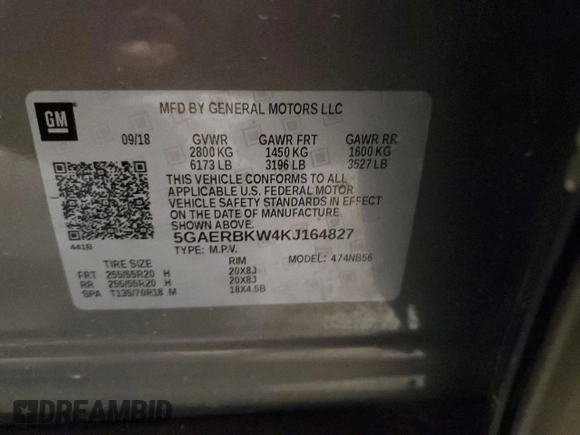 GM
MFD BY GENERAL MOTORS LLC
09/18 GVWR GAWR FRT GAWR RR
2800 KG 1450 KG 1600 KG
6173 LB 3196 LB 3527 LB
THIS VEHICLE CONFORMS TO ALL
APPLICABLE U.S. FEDERAL MOTOR
VEHICLE SAFETY STANDARDS IN EFFECT
ON THE DATE OF MANUFACTURE
SHOWN ABOVE.
4415I
5GAERBKW4KJ164827
TYPE: M.P.V. MODEL: 474NB56
TIRE SIZE RIM
FRT 255/55R20 H 20X8J
RR 255/55R20 H 20X8J
SPA T135/70R18 M 18X4.5B
DREAMBID